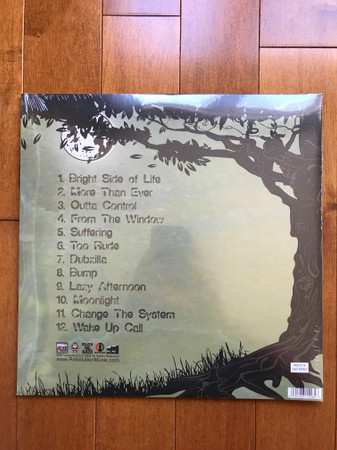 1. Bright Side of Life
2. More Than Ever
3. Outta Control
4. From The Window
5. Suffering
6. Too Rude
7. Dubzilla
8. Bump
9. Lazy Afternoon
10. Moonlight
11. Change The System
12. Wake Up Call